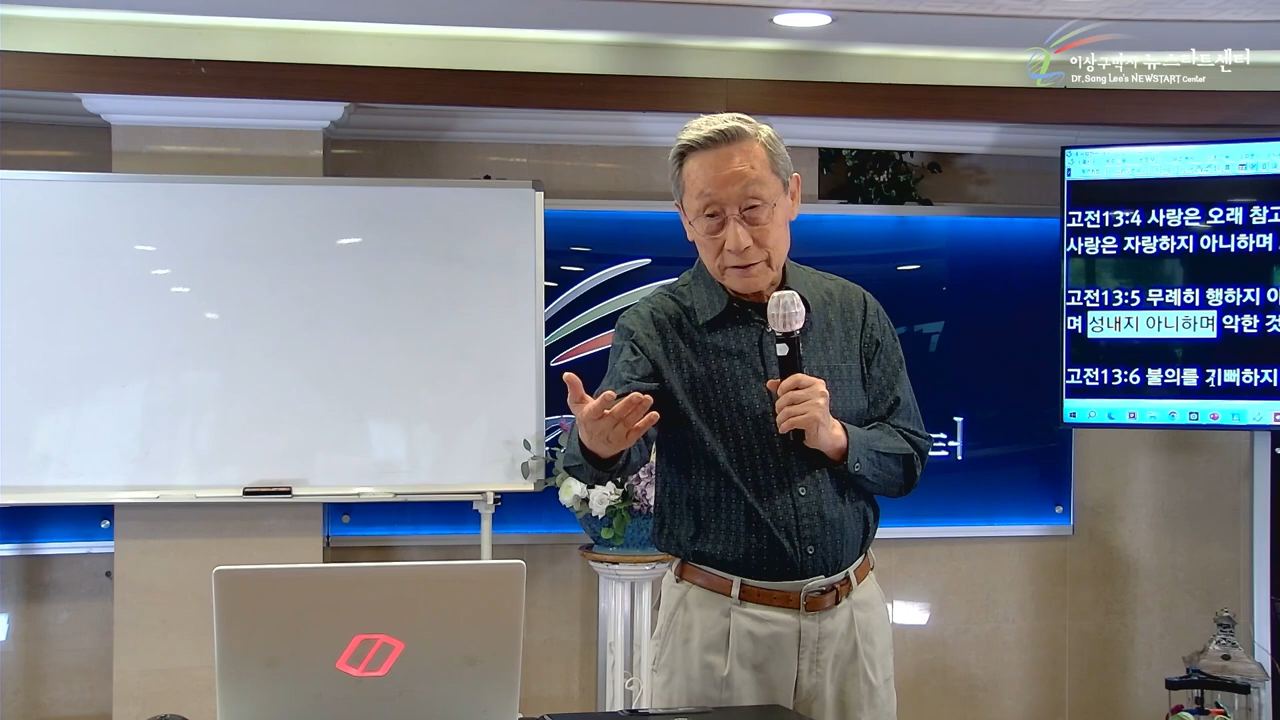 이상구박사 뉴스타트센터
Dr.Sang Lee's NEWSTART Center
고전13:4 사랑은 오래 참고
사랑은 자랑하지 아니하며
고전13:5 무례히 행하지 아
며 성내지 아니하며 악한 것
고전13:6 불의를 기뻐하지
터